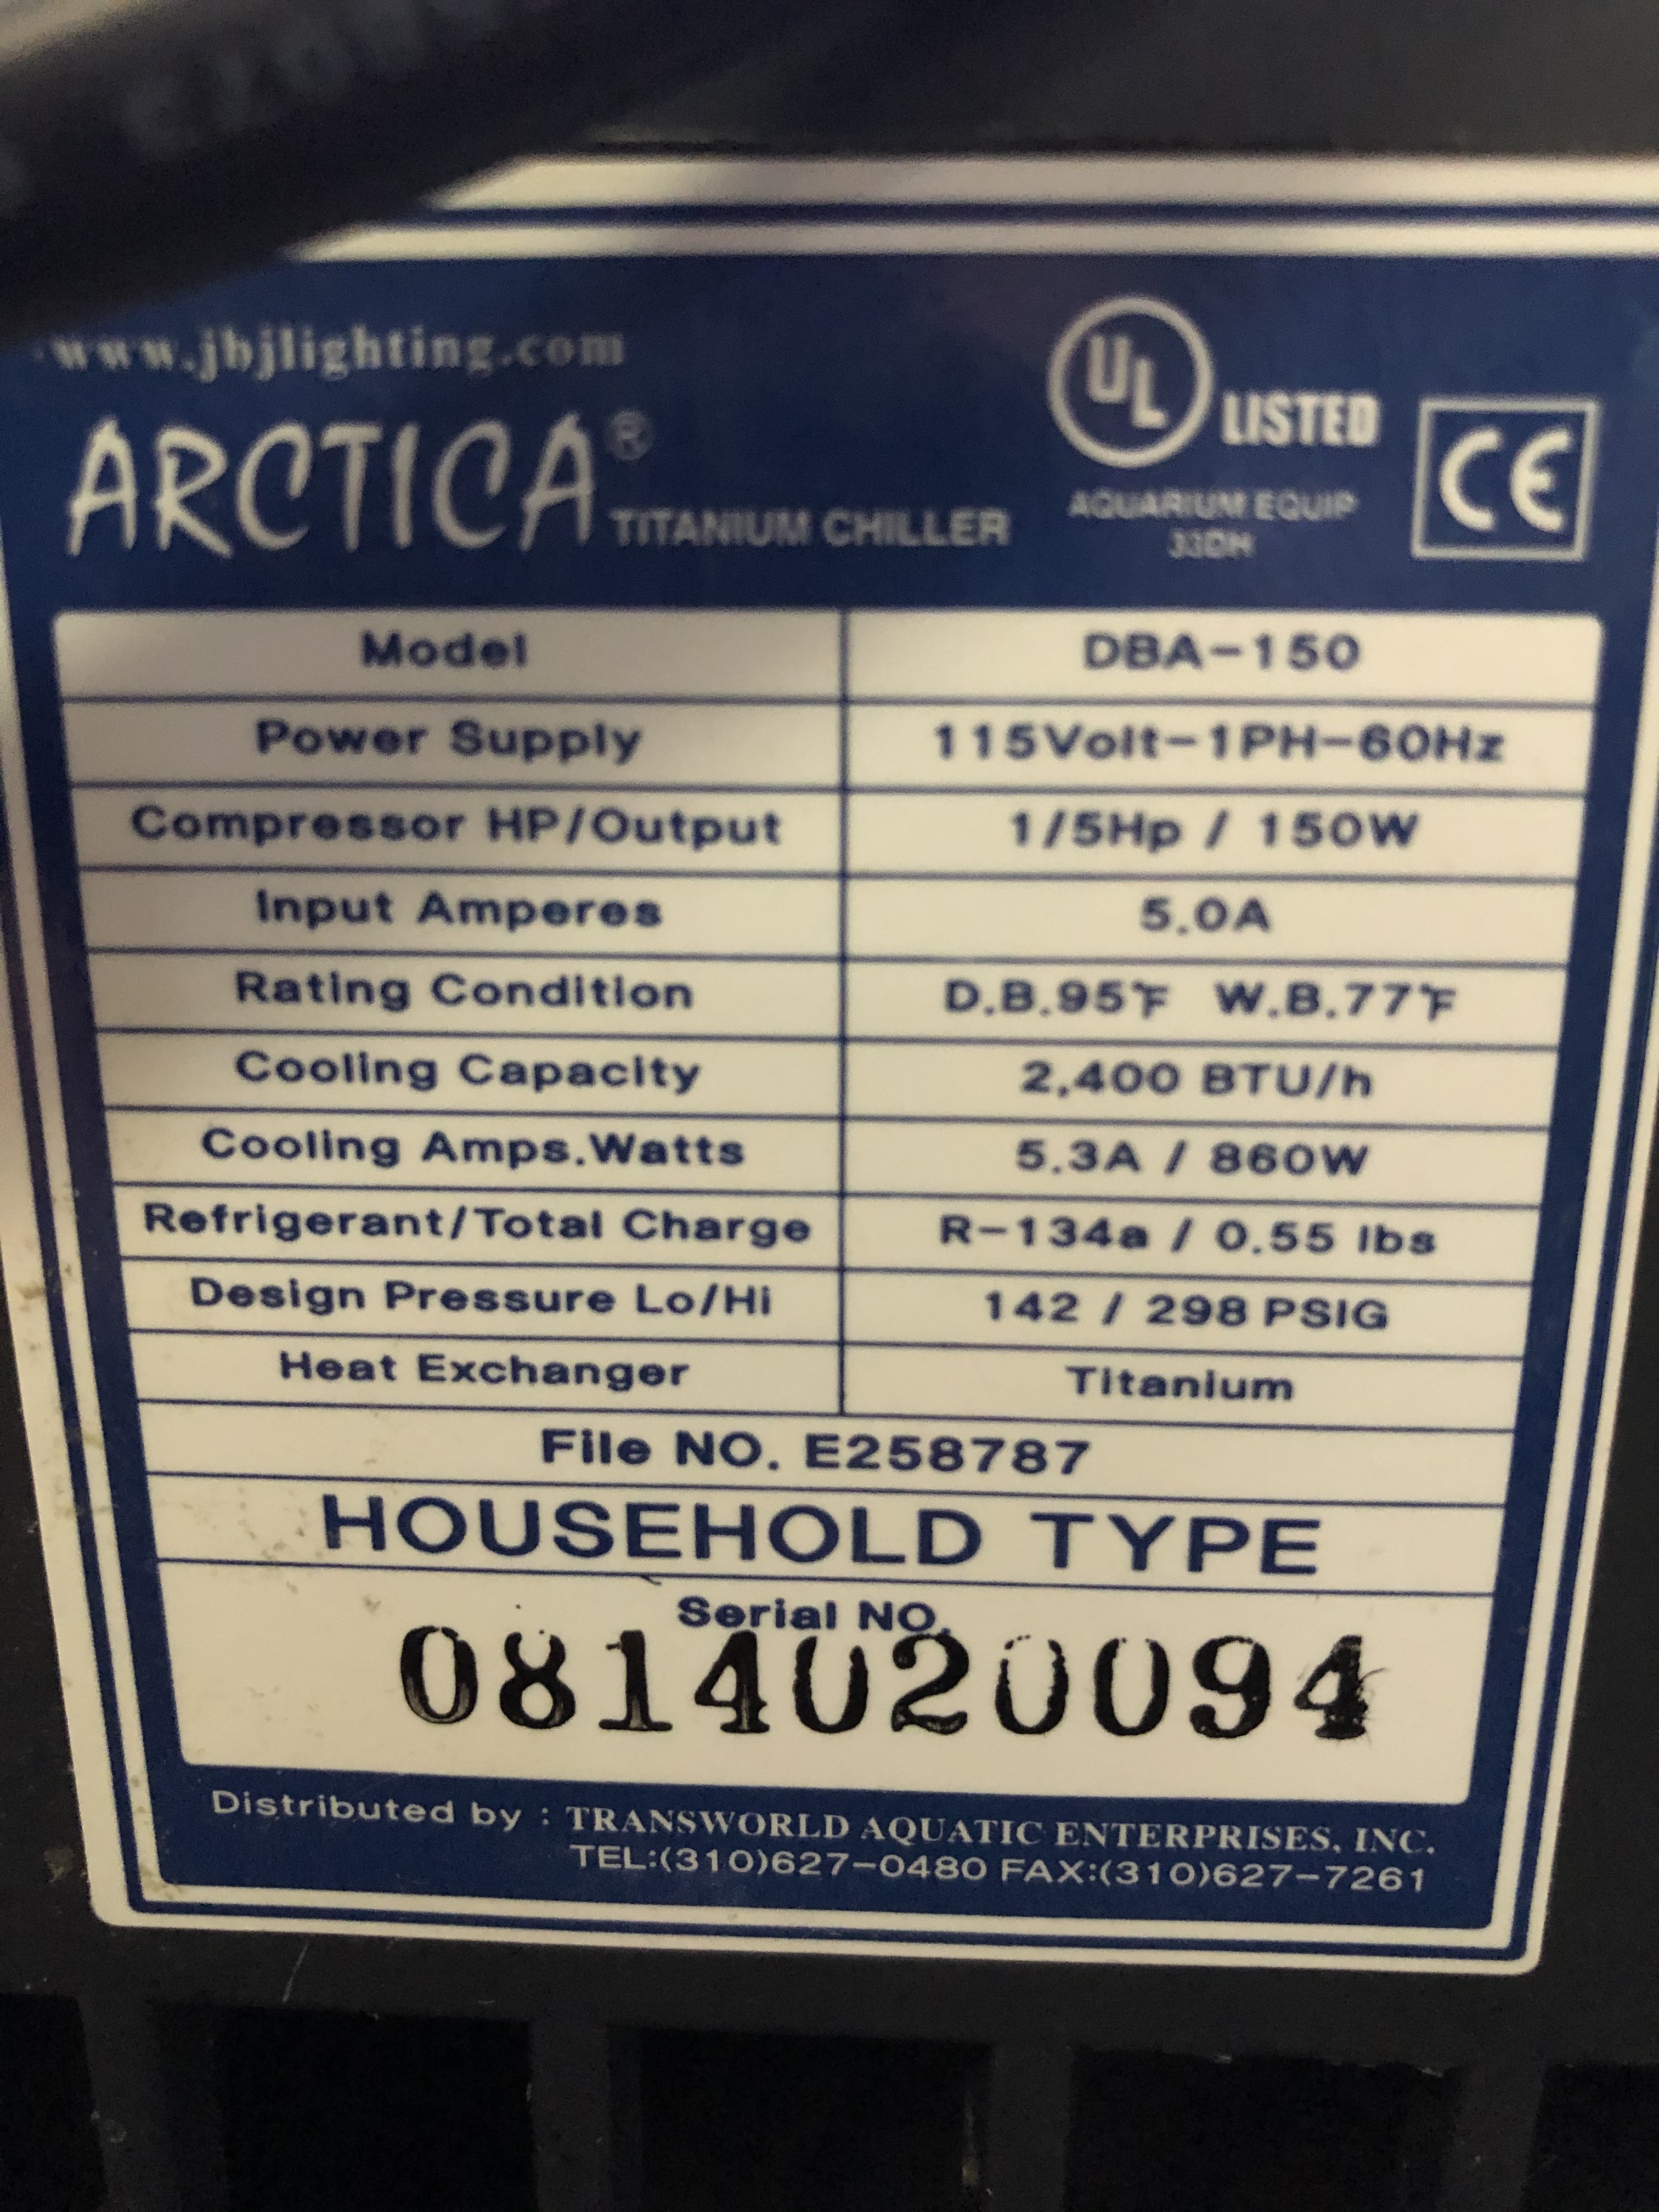 www.jbjlighting.com
ARCTICA® TITANIUM CHILLER
UL LISTED
AQUARIUM EQUIP
33DH
CE
Model DBA-150
Power Supply 115Volt-1PH-60Hz
Compressor HP/Output 1/5Hp / 150W
Input Amperes 5.0A
Rating Condition D.B.95℉ W.B.77℉
Cooling Capacity 2,400 BTU/h
Cooling Amps.Watts 5.3A / 860W
Refrigerant/Total Charge R-134a / 0.55 lbs
Design Pressure Lo/Hi 142 / 298 PSIG
Heat Exchanger Titanium
File NO. E258787
HOUSEHOLD TYPE
Serial NO.
0814020094
Distributed by : TRANSWORLD AQUATIC ENTERPRISES, INC.
TEL:(310)627-0480 FAX:(310)627-7261